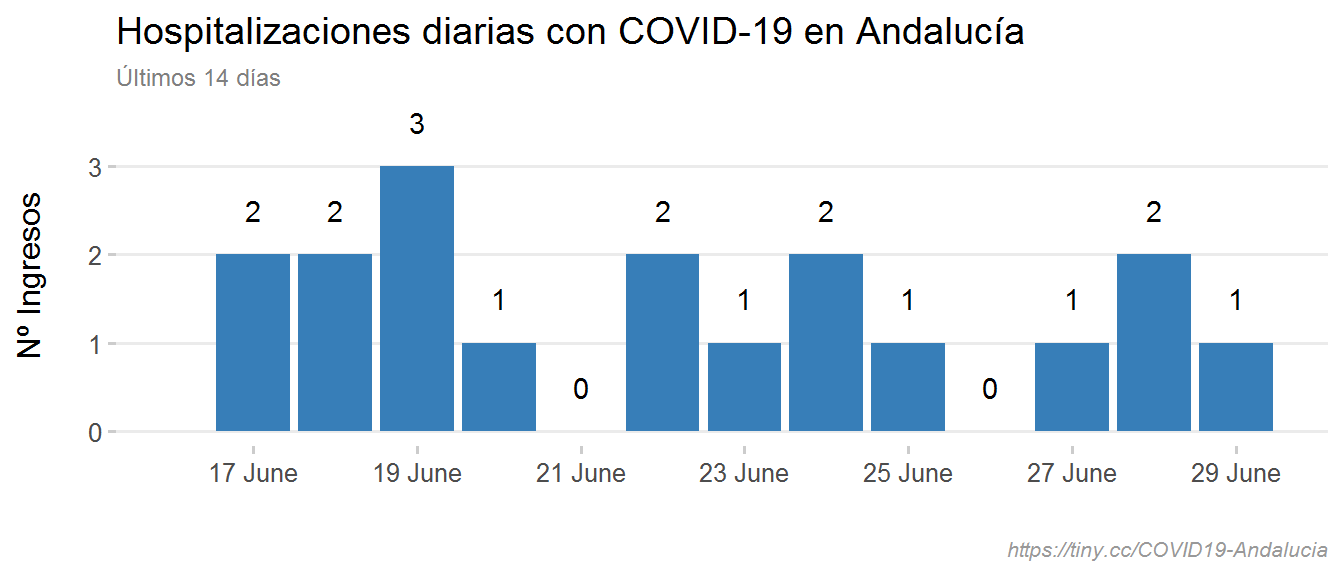 Hospitalizaciones diarias con COVID-19 en Andalucía
Últimos 14 días
Nº Ingresos
3
2
1
0
2
2
3
1
0
2
1
2
1
0
1
2
1
17 June
19 June
21 June
23 June
25 June
27 June
29 June
https://tiny.cc/COVID19-Andalucia